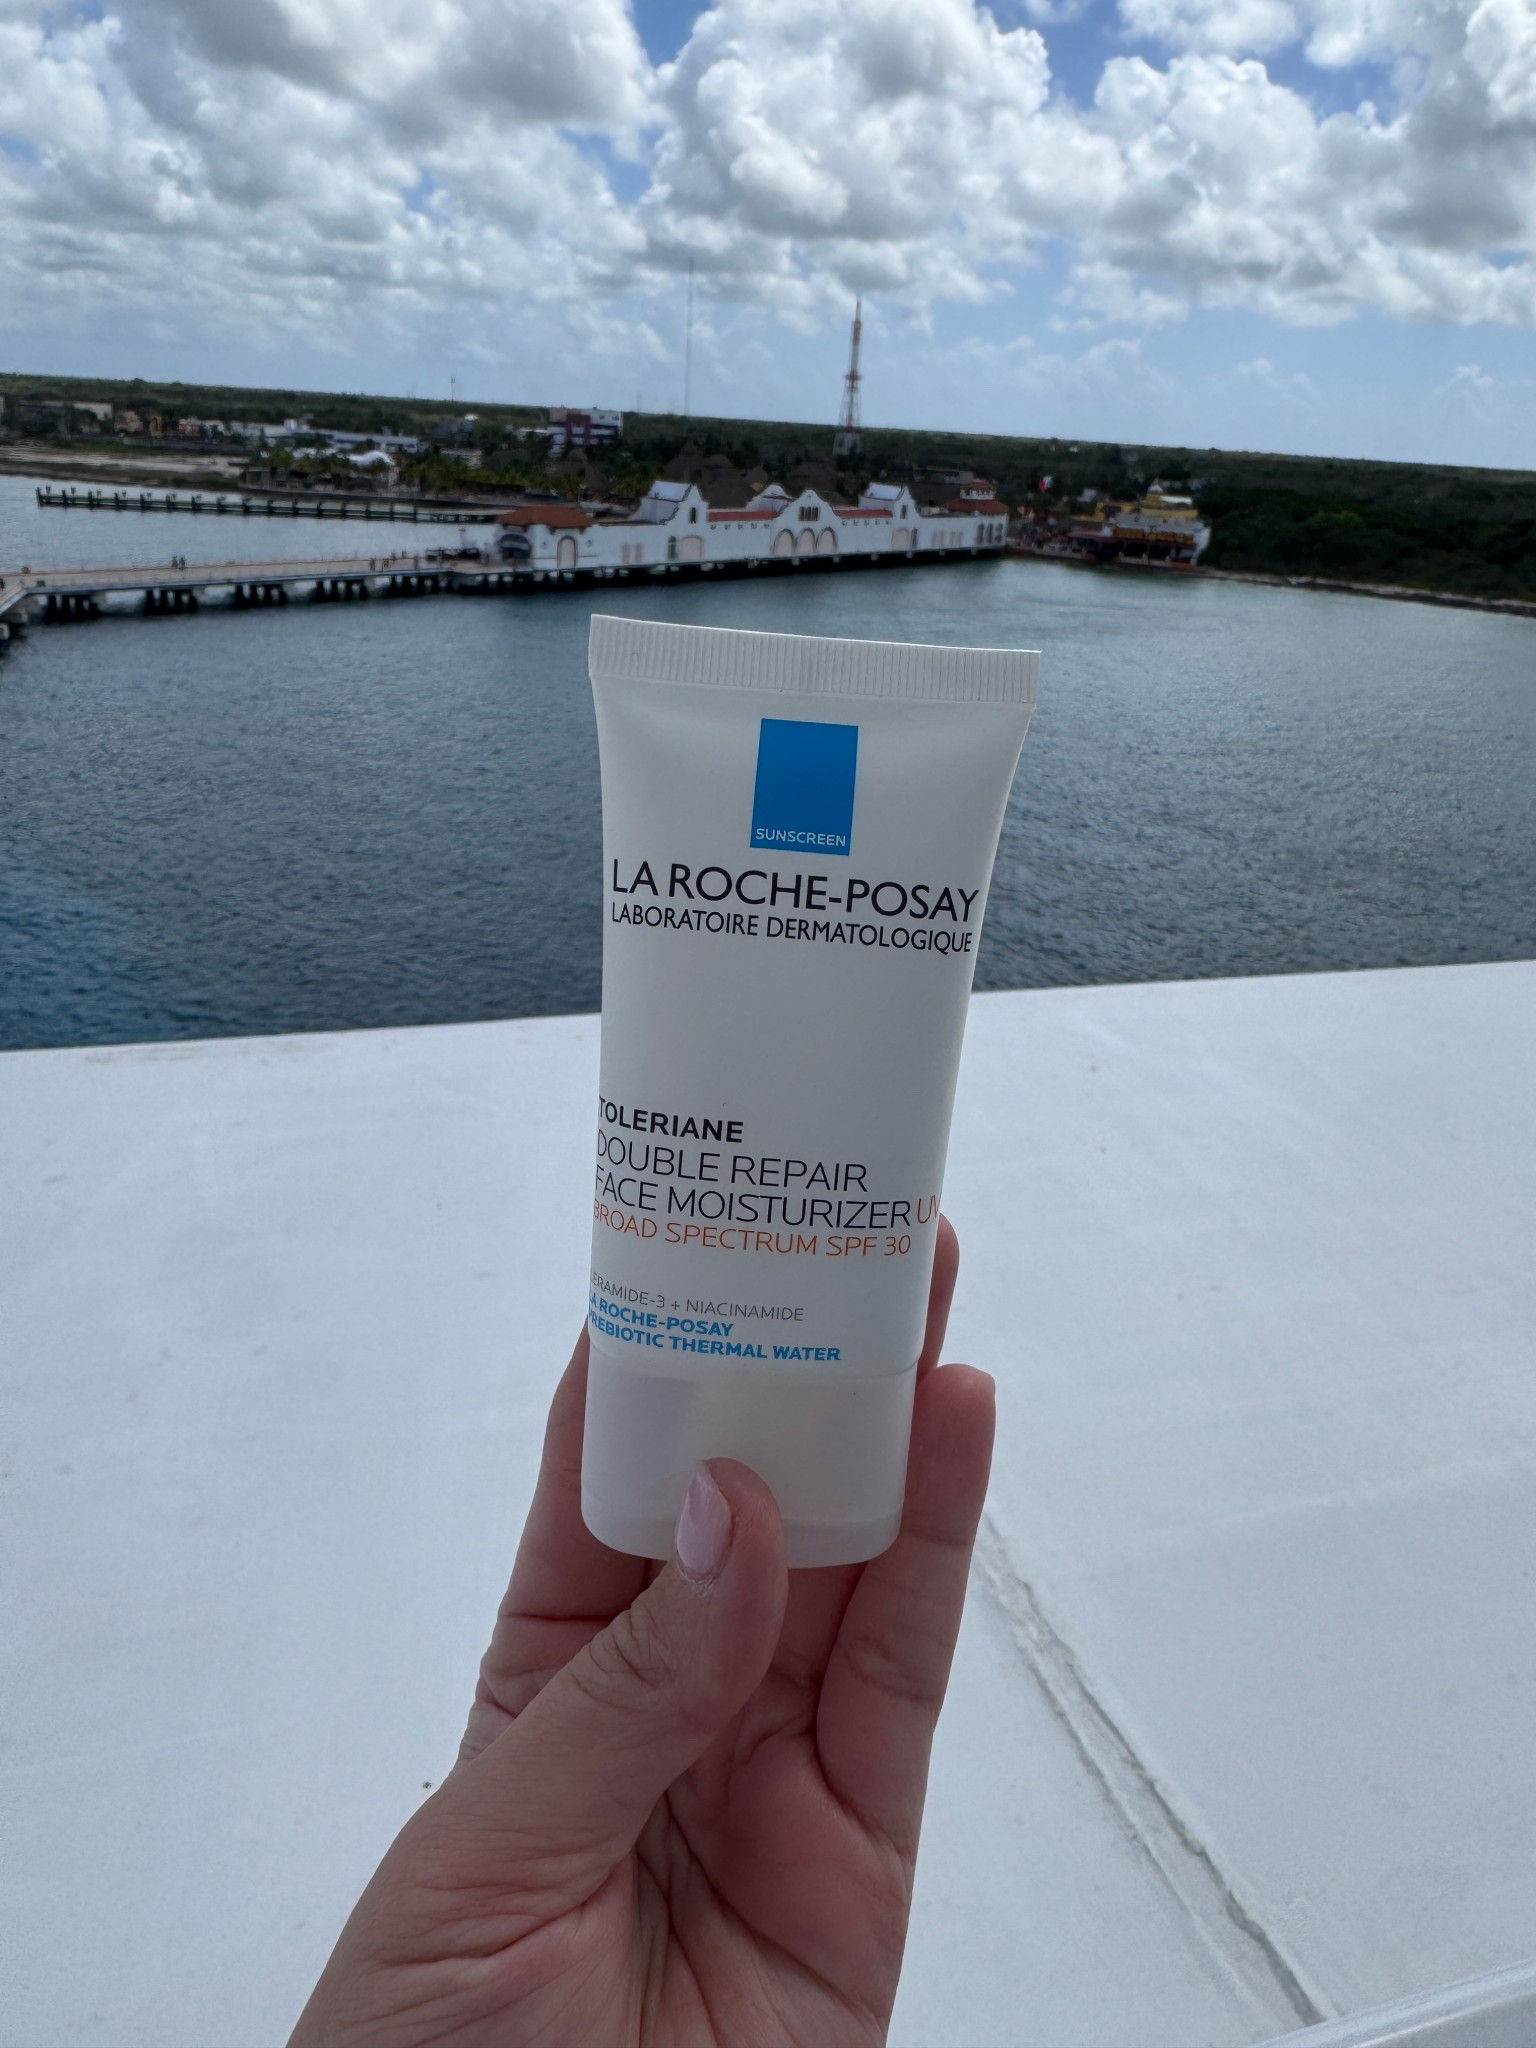 SUNSCREEN
LA ROCHE-POSAY
LABORATOIRE DERMATOLOGIQUE
TOLERIANE
DOUBLE REPAIR
FACE MOISTURIZER UV
BROAD SPECTRUM SPF 30
CERAMIDE-3 + NIACINAMIDE
LA ROCHE-POSAY
PREBIOTIC THERMAL WATER